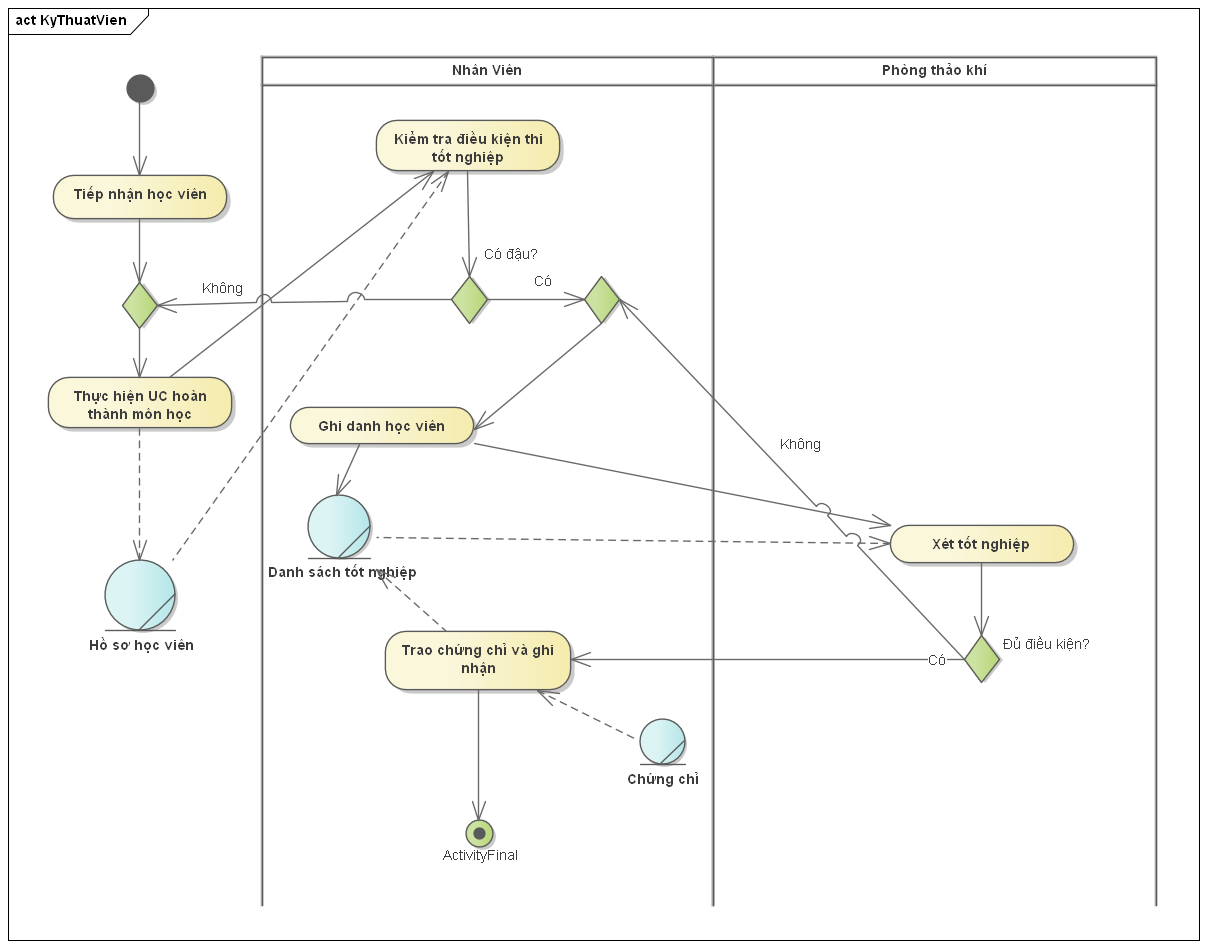 act KyThuatVien
Nhân Viên
Phòng thảo khí
Kiểm tra điều kiện thi
tốt nghiệp
Tiếp nhận học viên
Có đậu?
Có
Không
Thực hiện UC hoàn
thành môn học
Ghi danh học viên
Không
Xét tốt nghiệp
Danh sách tốt nghiệp
Hồ sơ học viên
Trao chứng chỉ và ghi
nhận
Có
Đủ điều kiện?
Chứng chỉ
ActivityFinal